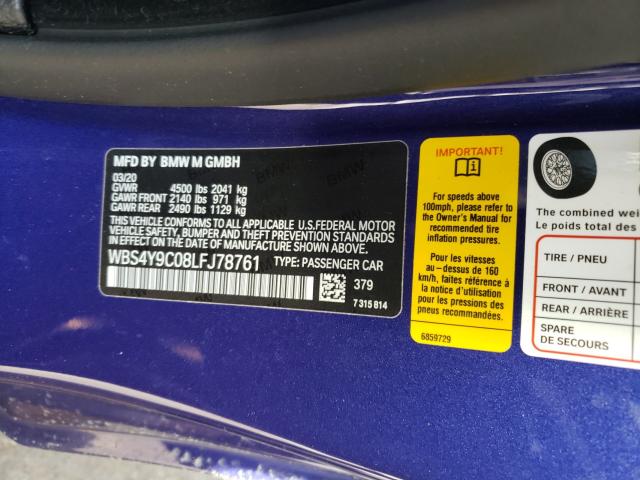 MFD BY BMW M GMBH
03/20
GVWR 4500 lbs 2041 kg
GAWR FRONT 2140 lbs 971 kg
GAWR REAR 2490 lbs 1129 kg
THIS VEHICLE CONFORMS TO ALL APPLICABLE U.S.FEDERAL MOTOR
VEHICLE SAFETY, BUMPER AND THEFT PREVENTION STANDARDS
IN EFFECT ON THE DATE OF MANUFACTURE SHOWN ABOVE.
WBS4Y9C08LFJ78761 TYPE: PASSENGER CAR
379
7 315 814
IMPORTANT!
For speeds above
100mph, please refer to
the Owner's Manual for
recommended tire
inflation pressures.
Pour les vitesses
au - dessus de 160
km/h, faites référence à
la notice d'utilisation
pour les pressions des
pneus recommendées.
6859729
The combined
Le poids total des
TIRE / PNEU
FRONT / AVANT
REAR / ARRIÈRE
SPARE
DE SECOURS